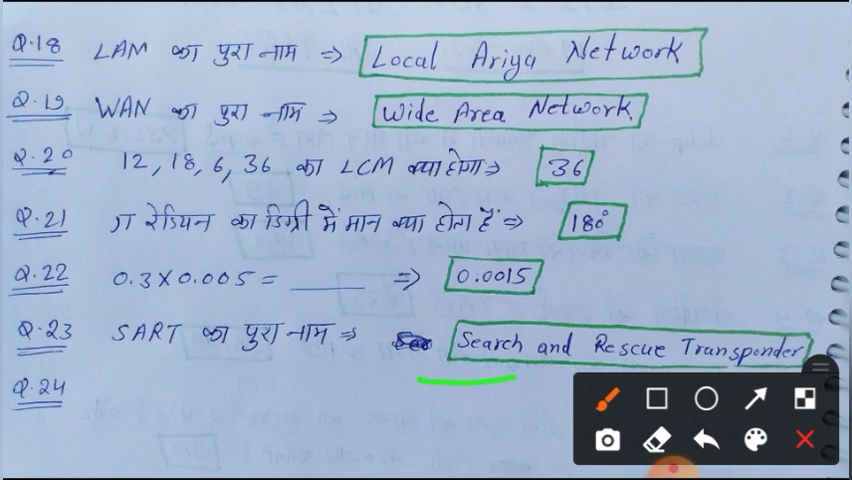 Q.18 LAM का पुरा नाम ⇒ Local Ariya Network
Q.19 WAN का पुरा नाम ⇒ Wide Area Network
Q.20 12, 18, 6, 36 का LCM क्या होगा ⇒ 36
Q.21 π रेडियन का डिग्री में मान क्या होता हैं ⇒ 180°
Q.22 0.3 X 0.005 = ______ ⇒ 0.0015
Q.23 SART का पुरा नाम ⇒ Search and Rescue Transponder
Q.24